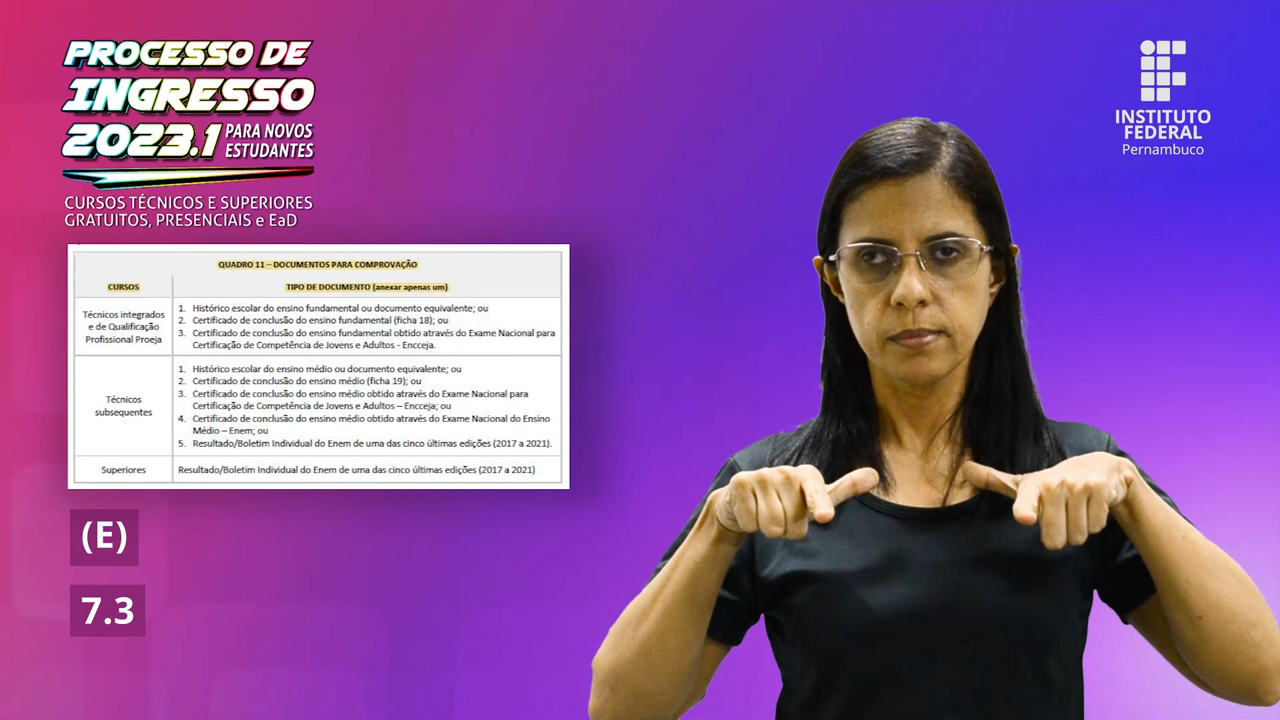 PROCESSO DE
INGRESSO
2023.1 PARA NOVOS
ESTUDANTES
CURSOS TÉCNICOS E SUPERIORES
GRATUITOS, PRESENCIAIS e EaD
INSTITUTO
FEDERAL
Pernambuco
QUADRO 11 – DOCUMENTOS PARA COMPROVAÇÃO
CURSOS
TIPO DE DOCUMENTO (anexar apenas um)
Técnicos integrados
e de Qualificação
Profissional Proeja
1. Histórico escolar do ensino fundamental ou documento equivalente; ou
2. Certificado de conclusão do ensino fundamental (ficha 18); ou
3. Certificado de conclusão do ensino fundamental obtido através do Exame Nacional para
Certificação de Competência de Jovens e Adultos - Encceja.
Técnicos
subsequentes
1. Histórico escolar do ensino médio ou documento equivalente; ou
2. Certificado de conclusão do ensino médio (ficha 19); ou
3. Certificado de conclusão do ensino médio obtido através do Exame Nacional para
Certificação de Competência de Jovens e Adultos – Encceja; ou
4. Certificado de conclusão do ensino médio obtido através do Exame Nacional do Ensino
Médio – Enem; ou
5. Resultado/Boletim Individual do Enem de uma das cinco últimas edições (2017 a 2021).
Superiores
Resultado/Boletim Individual do Enem de uma das cinco últimas edições (2017 a 2021)
(E)
7.3